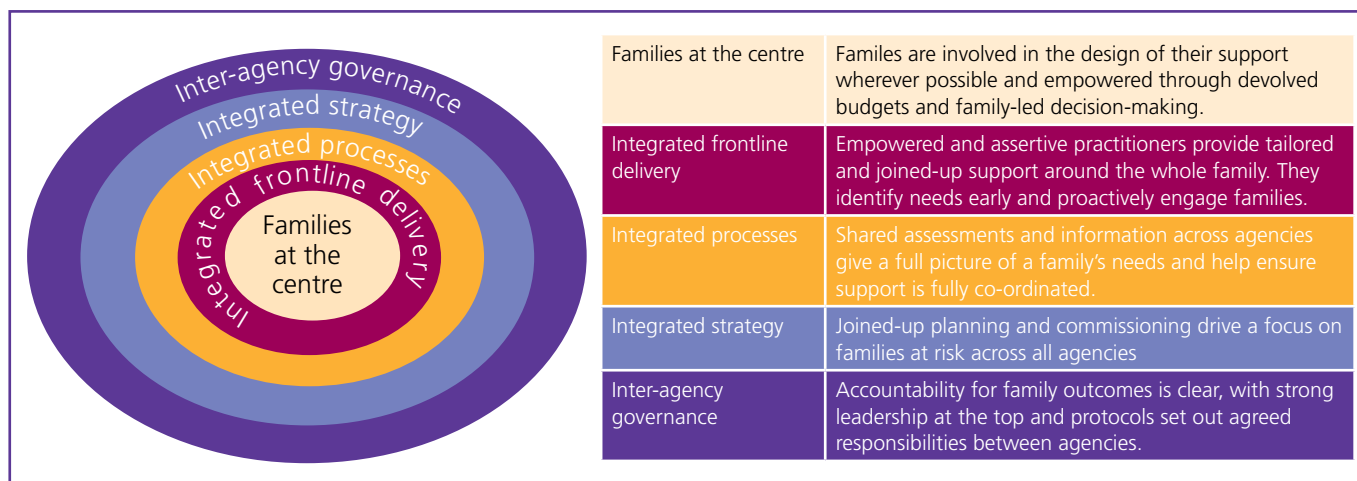 Inter-agency governance
Integrated strategy
Integrated processes
Integrated frontline delivery
Families
at the
centre
Families at the centre
Familes are involved in the design of their support
wherever possible and empowered through devolved
budgets and family-led decision-making.
Integrated frontline
delivery
Empowered and assertive practitioners provide tailored
and joined-up support around the whole family. They
identify needs early and proactively engage families.
Integrated processes
Shared assessments and information across agencies
give a full picture of a family’s needs and help ensure
support is fully co-ordinated.
Integrated strategy
Joined-up planning and commissioning drive a focus on
families at risk across all agencies
Inter-agency
governance
Accountability for family outcomes is clear, with strong
leadership at the top and protocols set out agreed
responsibilities between agencies.